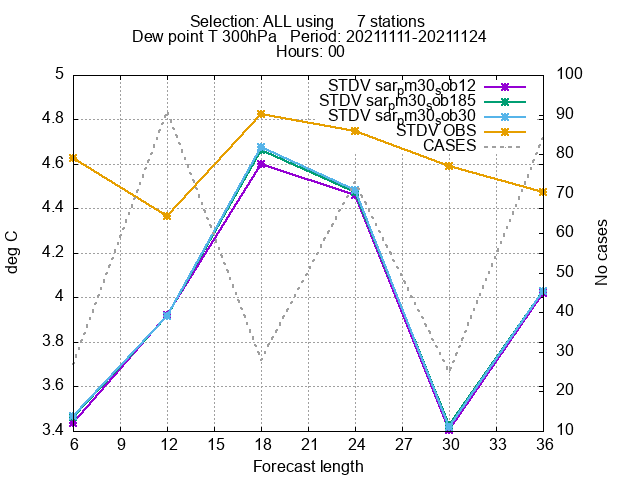 Selection: ALL using     7 stations
Dew point T 300hPa   Period: 20211111-20211124
Hours: 00
STDV sar_pm30_sob12
STDV sar_pm30_sob185
STDV sar_pm30_sob30
STDV OBS
CASES
5
4.8
4.6
4.4
4.2
4
3.8
3.6
3.4
100
90
80
70
60
50
40
30
20
10
deg C
No cases
6 9 12 15 18 21 24 27 30 33 36
Forecast length